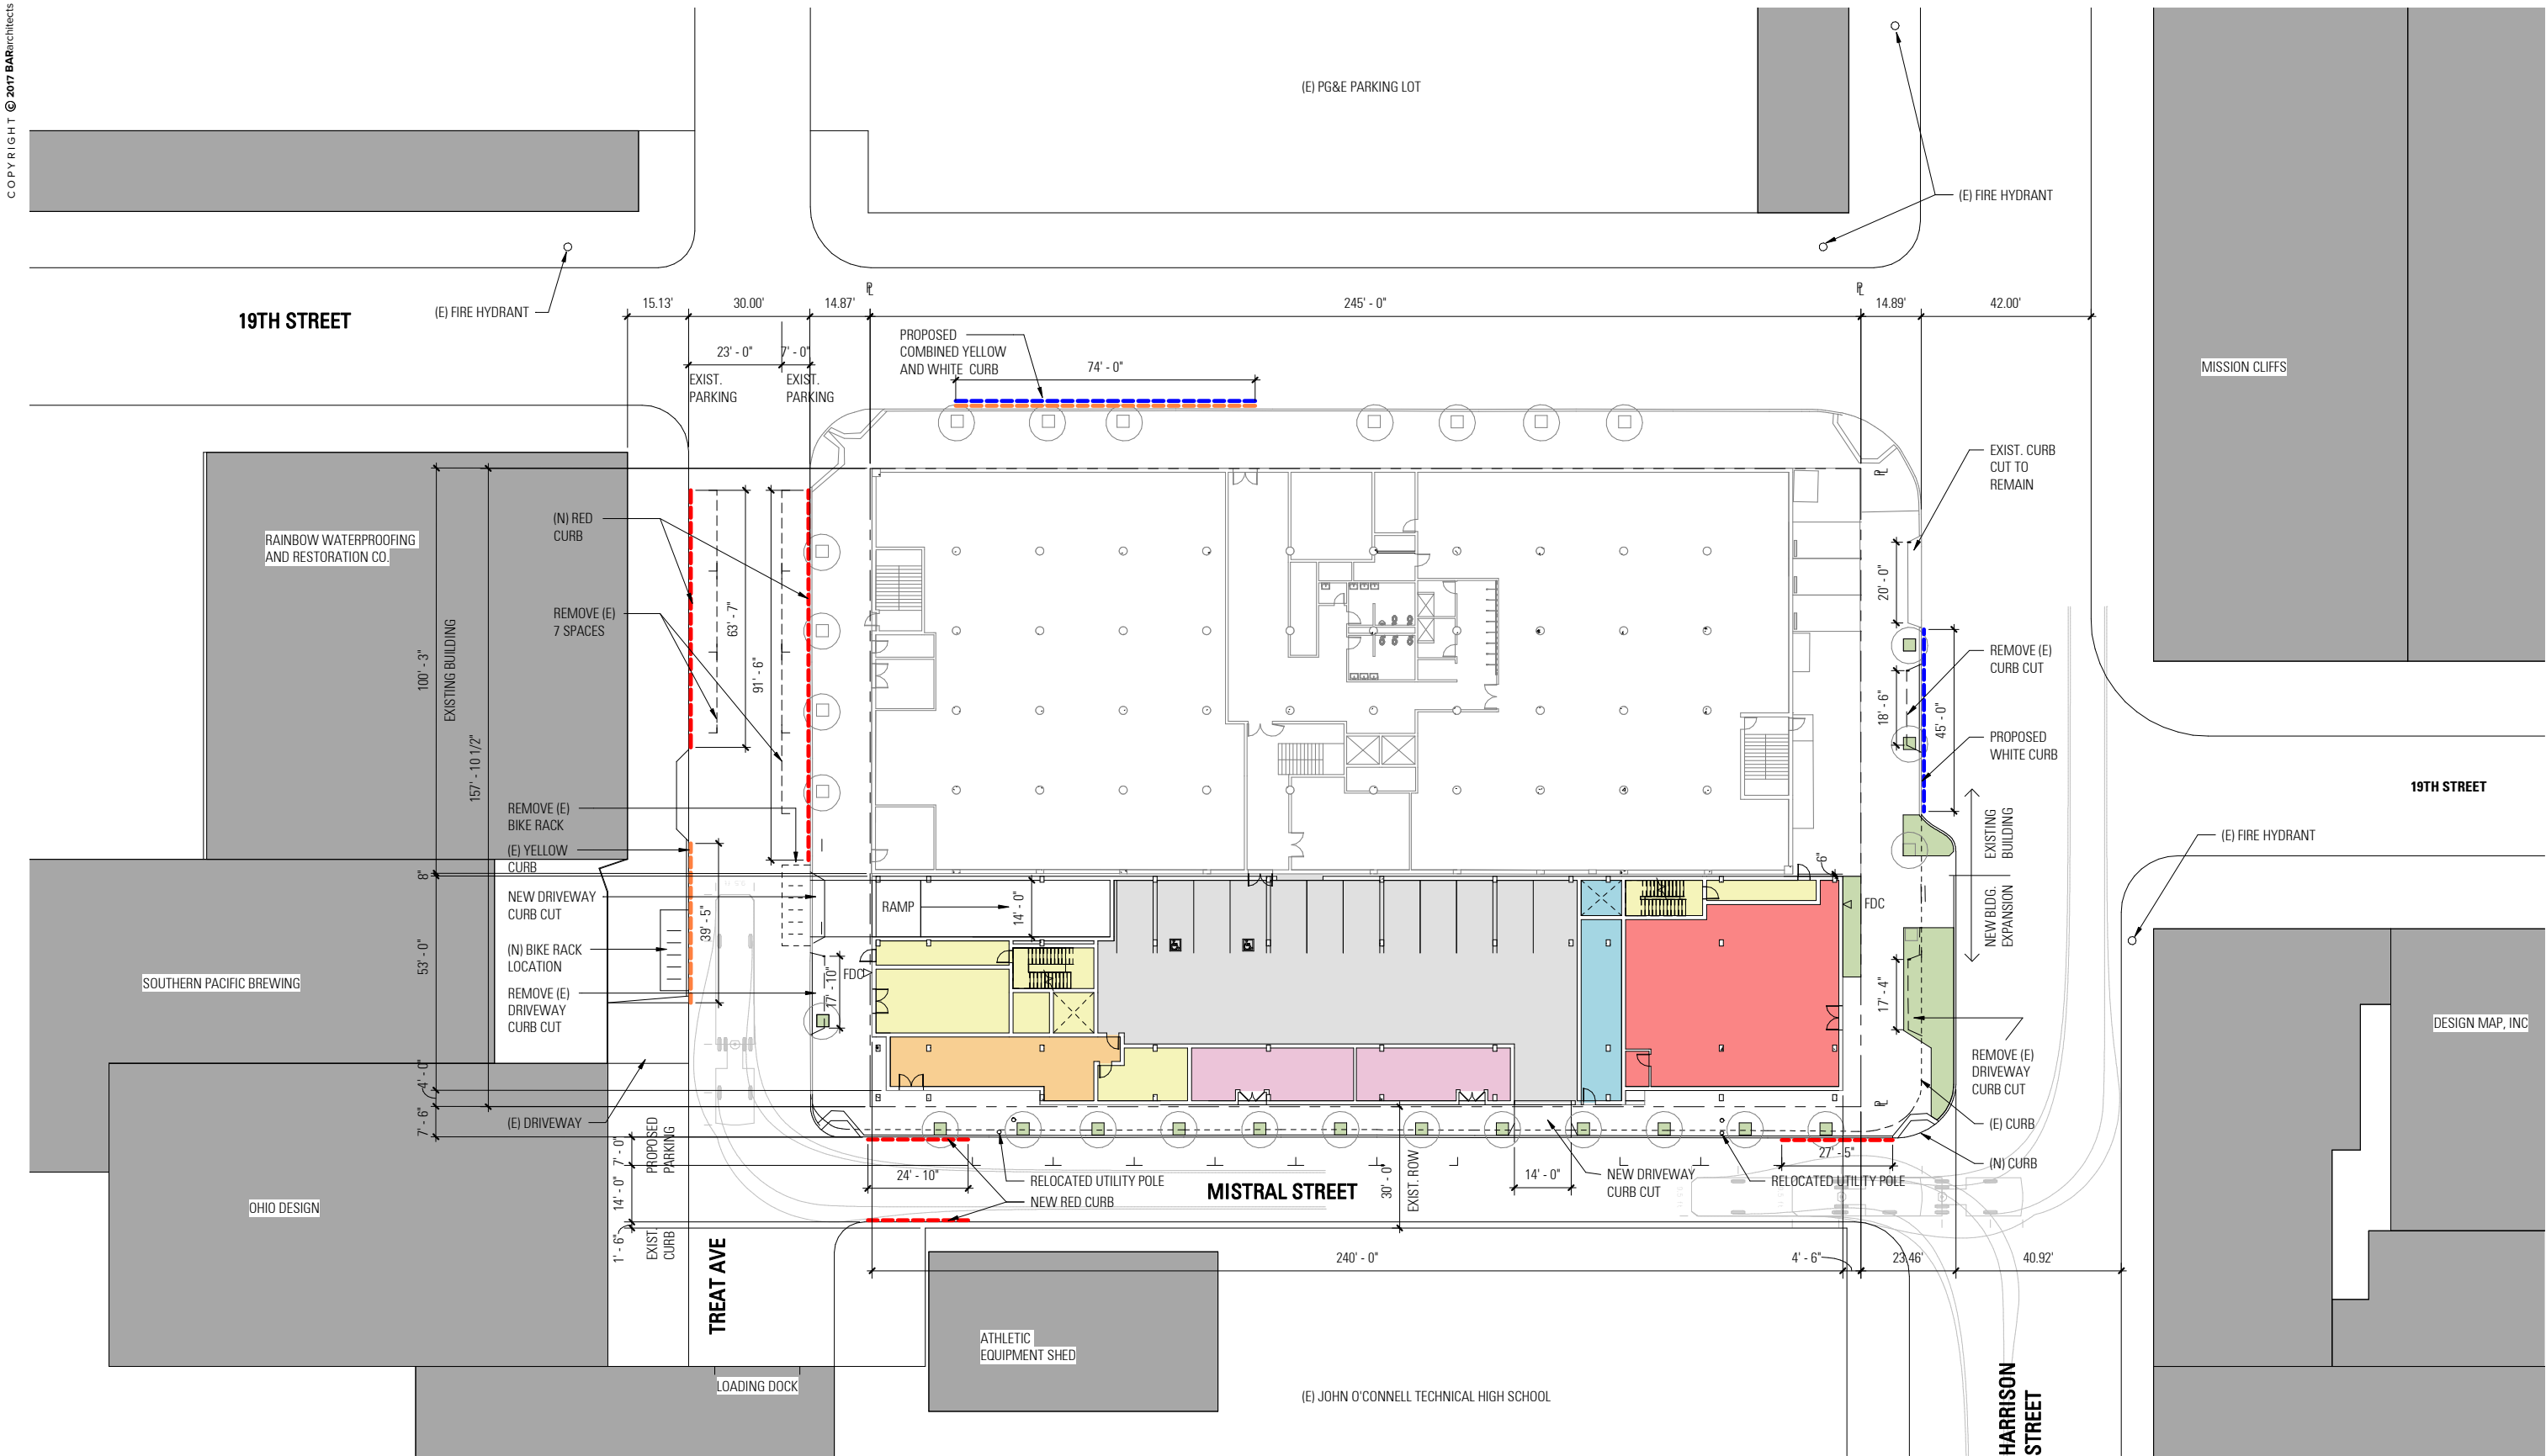 COPYRIGHT © 2017 BARarchitects
(E) PG&E PARKING LOT
(E) FIRE HYDRANT
19TH STREET
(E) FIRE HYDRANT
15.13'
30.00'
14.87'
245' - 0"
14.89'
42.00'
PL
PL
23' - 0"
7' - 0"
EXIST.
PARKING
EXIST.
PARKING
PROPOSED
COMBINED YELLOW
AND WHITE CURB
74' - 0"
MISSION CLIFFS
EXIST. CURB
CUT TO
REMAIN
PL
RAINBOW WATERPROOFING
AND RESTORATION CO.
(N) RED
CURB
REMOVE (E)
7 SPACES
63' - 7"
91' - 6"
100' - 3"
EXISTING BUILDING
157' - 10 1/2"
20' - 0"
18' - 6"
45' - 0"
REMOVE (E)
CURB CUT
PROPOSED
WHITE CURB
19TH STREET
REMOVE (E)
BIKE RACK
(E) YELLOW
CURB
NEW DRIVEWAY
CURB CUT
(N) BIKE RACK
LOCATION
REMOVE (E)
DRIVEWAY
CURB CUT
8"
53' - 0"
4' - 0"
7' - 6"
39' - 5"
17' - 10"
FDC
RAMP
14' - 0"
6"
FDC
EXISTING
BUILDING
NEW BLDG.
EXPANSION
(E) FIRE HYDRANT
SOUTHERN PACIFIC BREWING
17' - 4"
DESIGN MAP, INC
REMOVE (E)
DRIVEWAY
CURB CUT
PL
(E) DRIVEWAY
(E) CURB
(N) CURB
7' - 0"
PROPOSED
PARKING
14' - 0"
1' - 6"
EXIST.
CURB
24' - 10"
RELOCATED UTILITY POLE
NEW RED CURB
MISTRAL STREET
30' - 0"
EXIST. ROW
14' - 0"
NEW DRIVEWAY
CURB CUT
27' - 5"
RELOCATED UTILITY POLE
OHIO DESIGN
TREAT AVE
240' - 0"
4' - 6"
23.46'
40.92'
ATHLETIC
EQUIPMENT SHED
LOADING DOCK
(E) JOHN O'CONNELL TECHNICAL HIGH SCHOOL
HARRISON
STREET